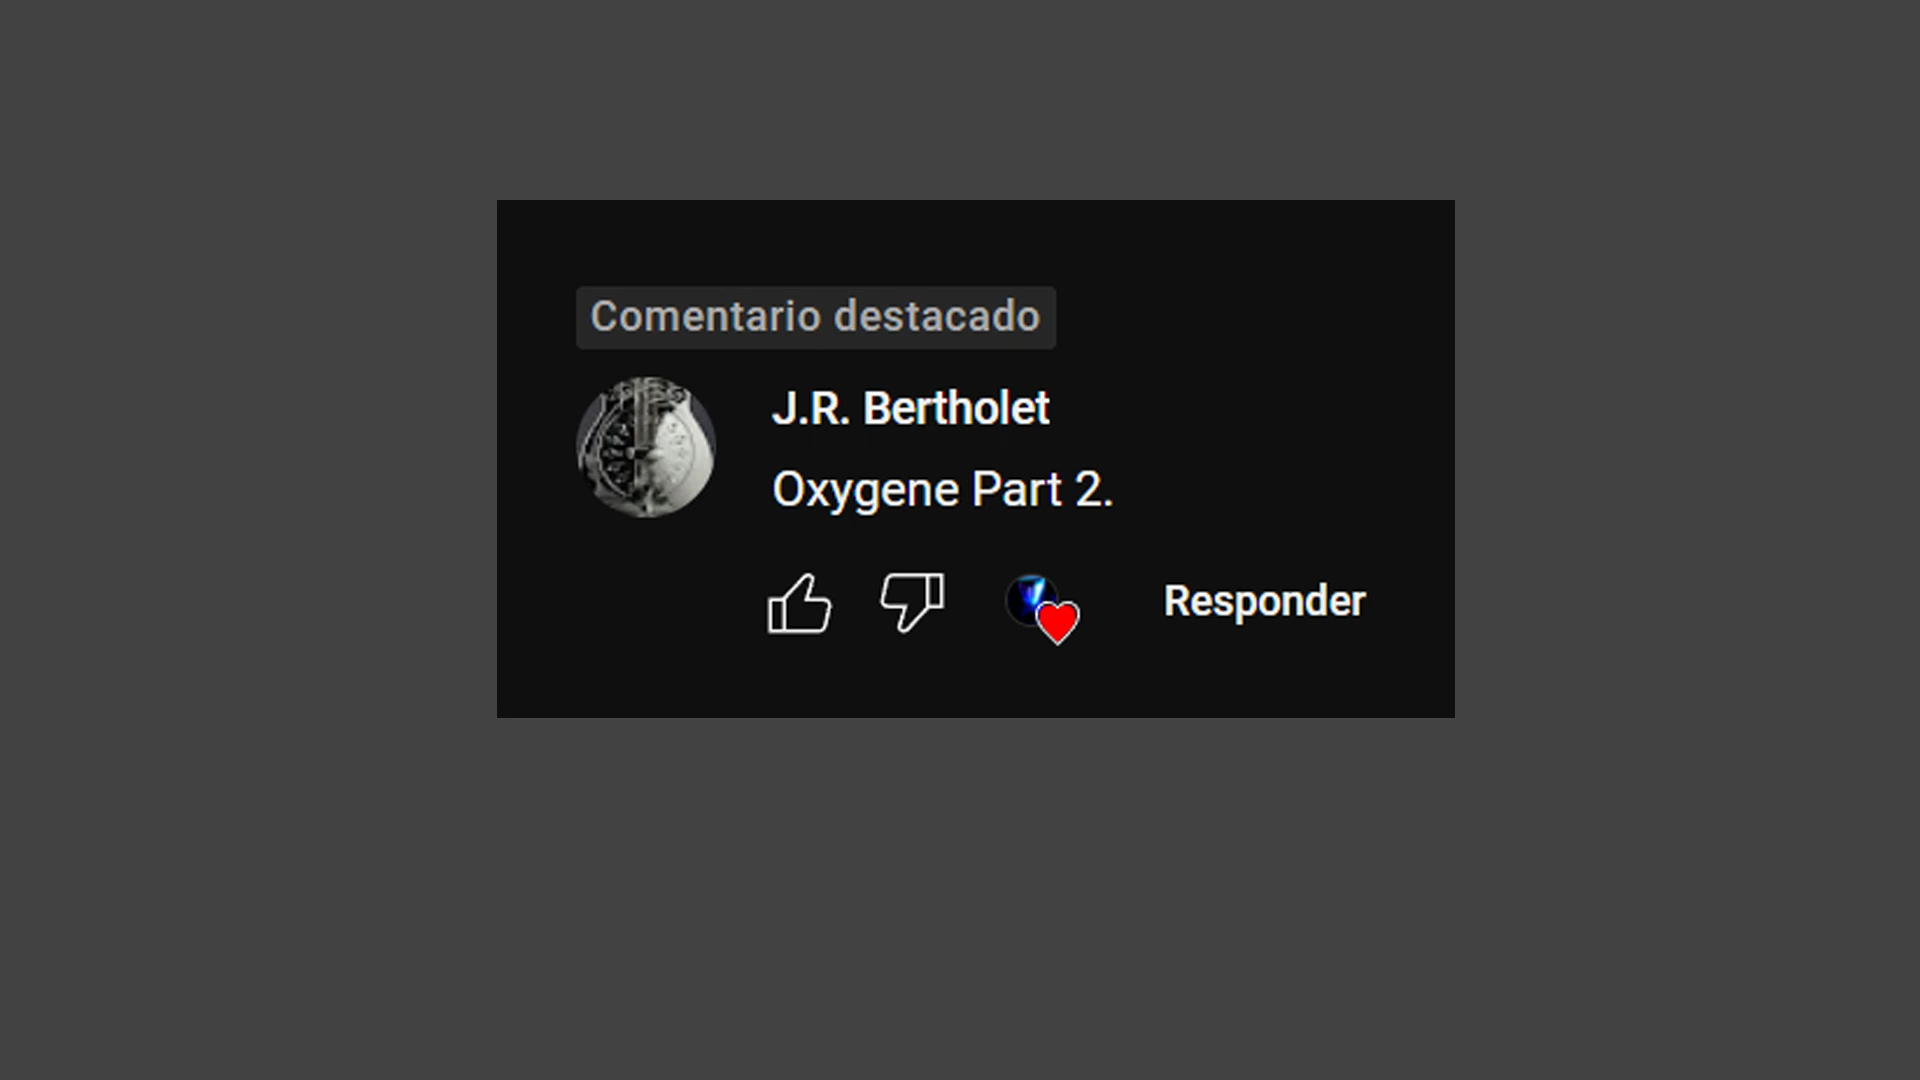 Comentario destacado
J.R. Bertholet
Oxygene Part 2.
Responder